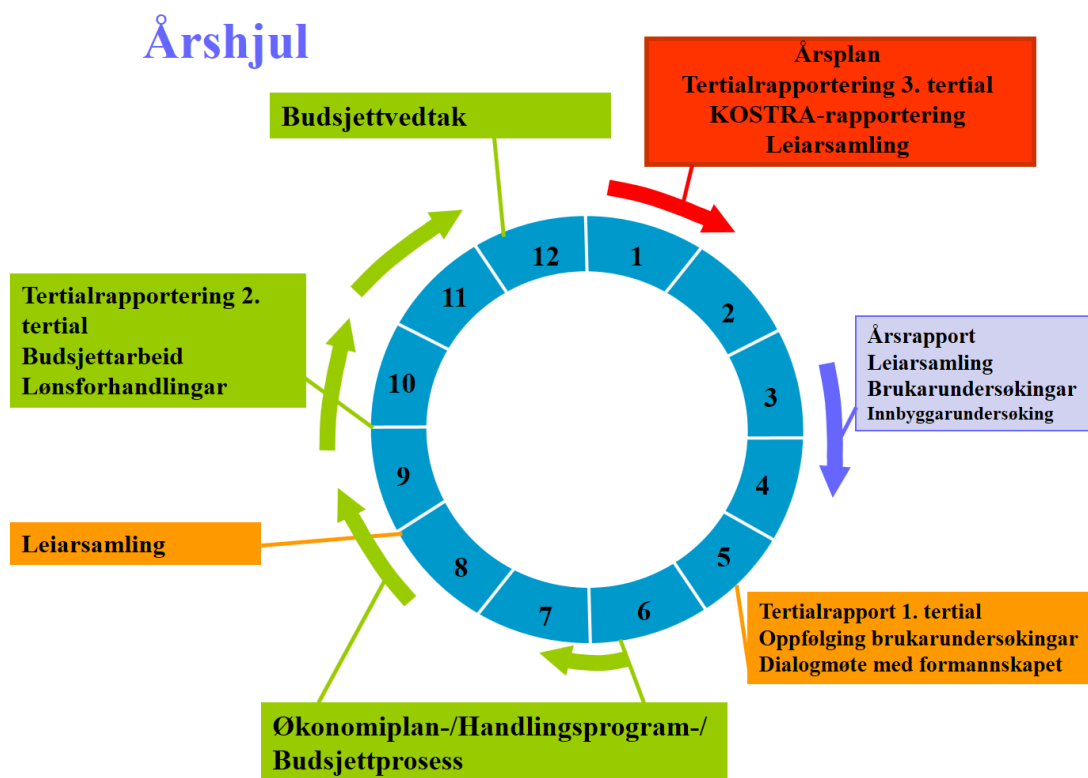 Årshjul
Årsplan
Tertialrapportering 3. tertial
KOSTRA-rapportering
Leiarsamling
Budsjettvedtak
12
1
11
2
10
3
9
4
8
5
7
6
Tertialrapportering 2.
tertial
Budsjettarbeid
Lønsforhandlingar
Årsrapport
Leiarsamling
Brukarundersøkingar
Innbyggarundersøking
Leiarsamling
Tertialrapport 1. tertial
Oppfølging brukarundersøkingar
Dialogmøte med formannskapet
Økonomiplan-/Handlingsprogram-/
Budsjettprosess